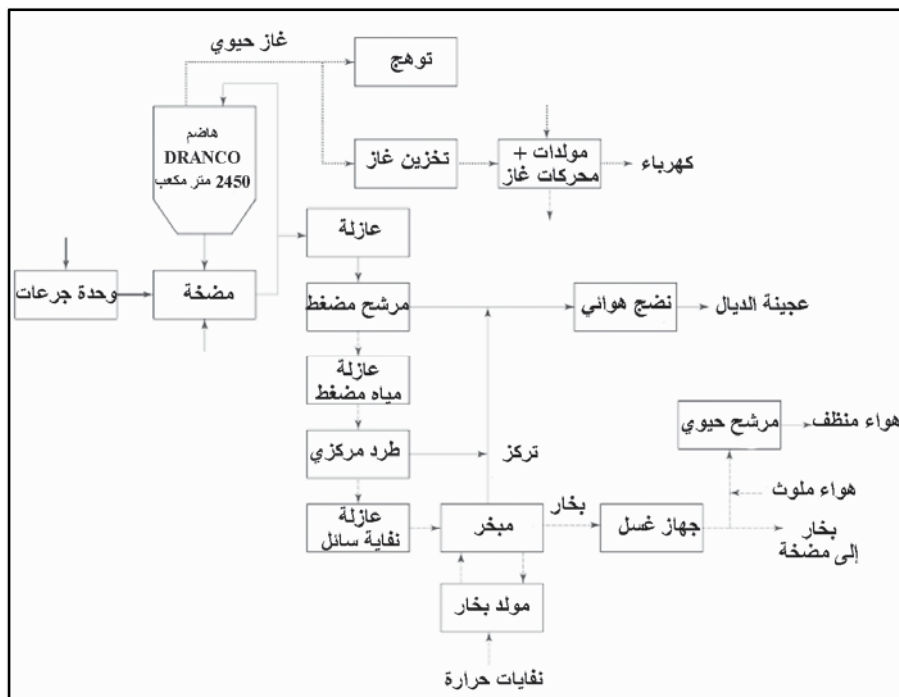 غاز حيوي
توهج
هاضم
DRANCO
2450 متر مكعب
تخزين غاز
مولدات +
محركات غاز
كهرباء
عازلة
وحدة جرعات
مضخة
مرشح مضغط
نضج هوائي
عجينة الديال
عازلة
مياه مضغط
مرشح حيوي
هواء منظف
طرد مركزي
تركز
هواء ملوث
عازلة
نفاية سائل
مبخر
بخار
جهاز غسل
بخار
إلى مضخة
مولد بخار
نفايات حرارة